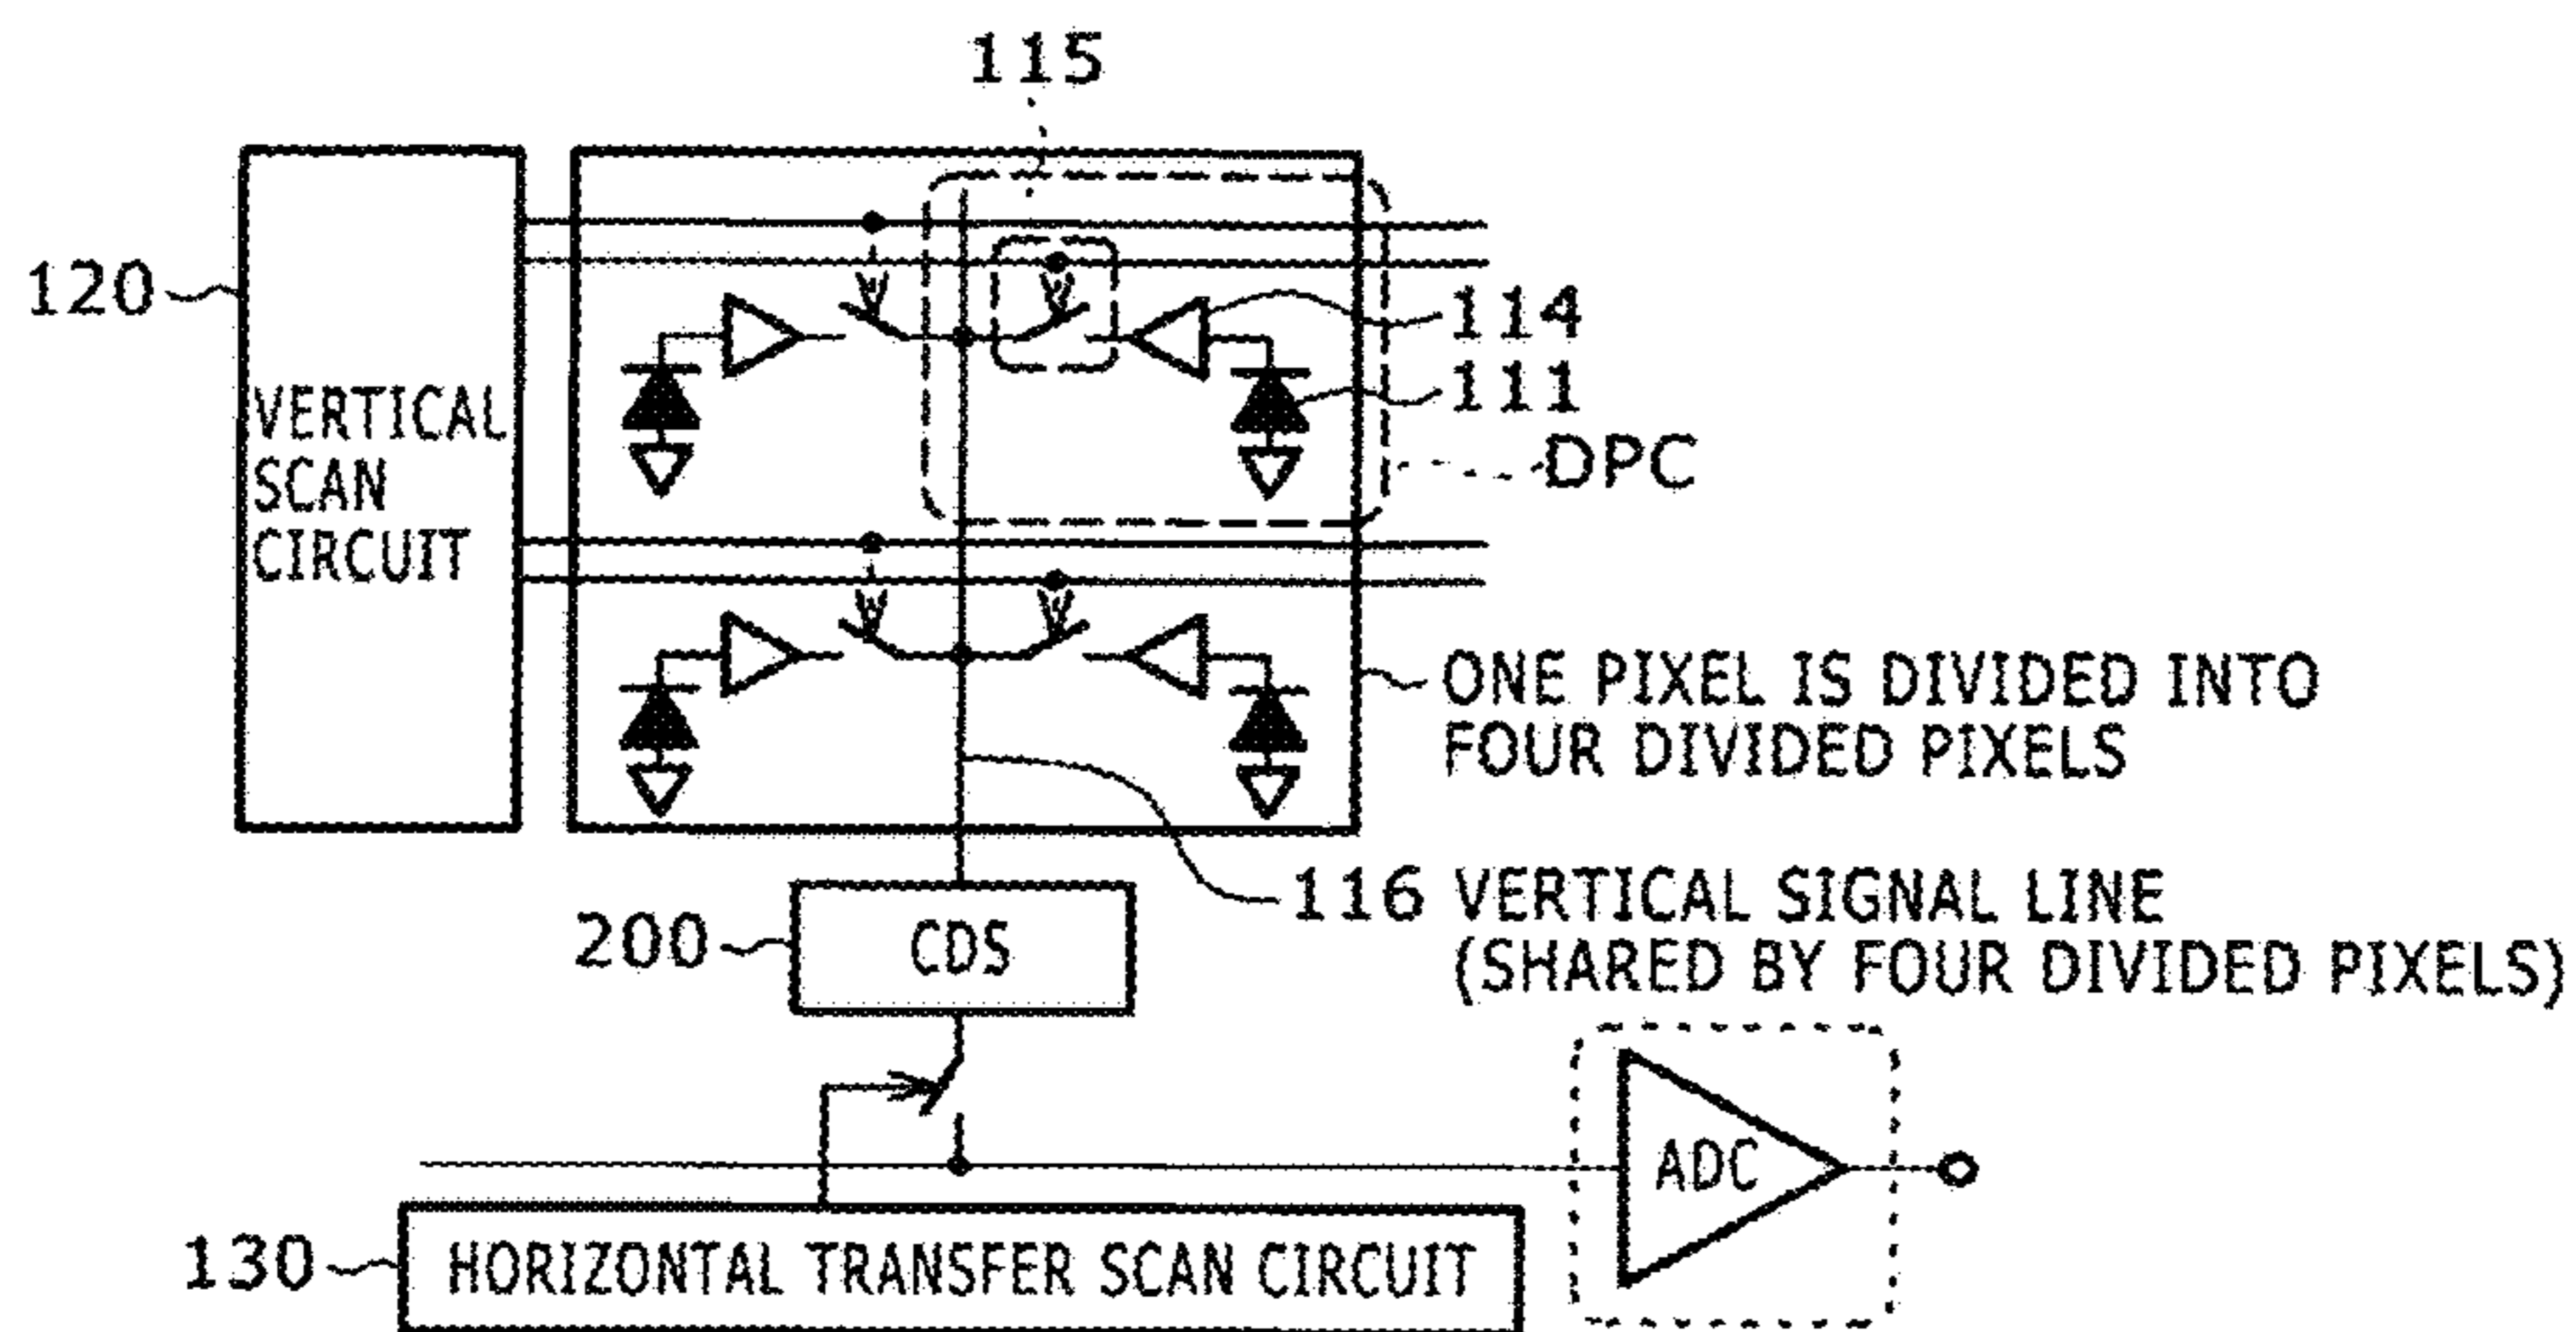 115
120
VERTICAL
SCAN
CIRCUIT
114
111
DPC
ONE PIXEL IS DIVIDED INTO
FOUR DIVIDED PIXELS
116 VERTICAL SIGNAL LINE
(SHARED BY FOUR DIVIDED PIXELS)
200
CDS
ADC
130
HORIZONTAL TRANSFER SCAN CIRCUIT